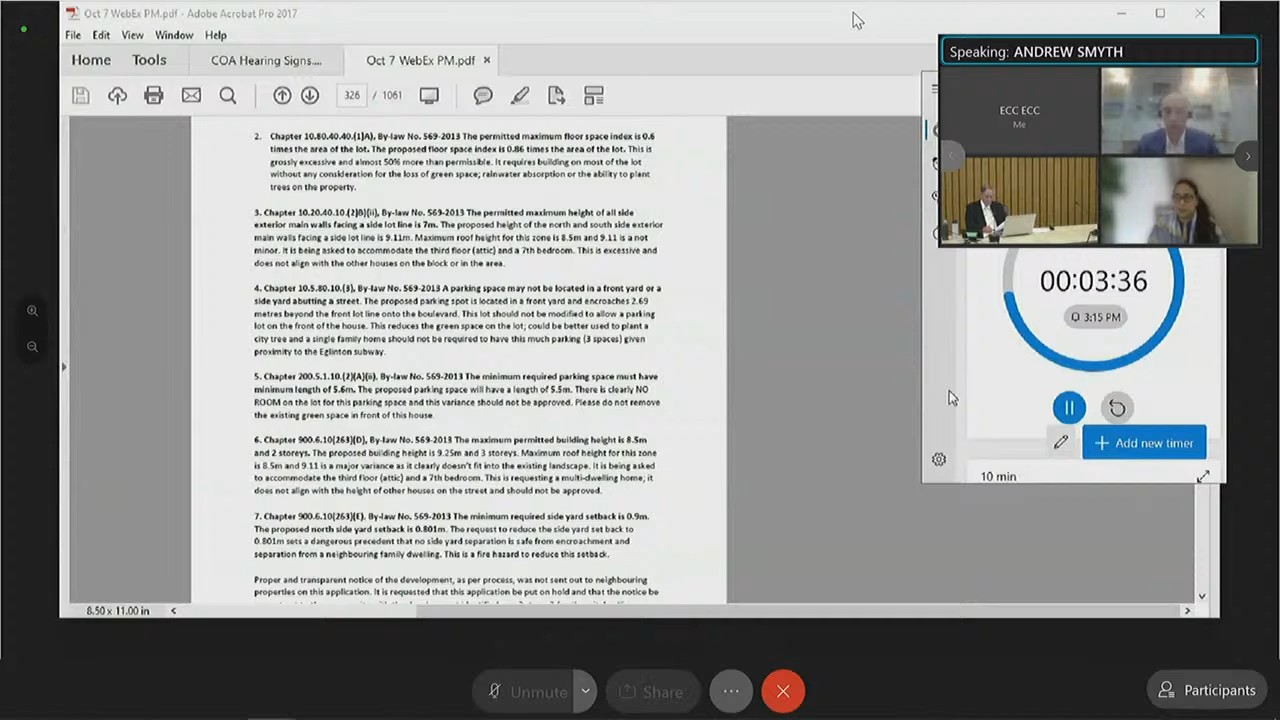 Oct 7 WebEx PM.pdf - Adobe Acrobat Pro 2017
File Edit View Window Help
Home Tools COA Hearing Signs.... Oct 7 WebEx PM.pdf ×
326 / 1061
Speaking: ANDREW SMYTH
ECC ECC
Me
2. Chapter 10.80.40.40.(1)A), By-law No. 569-2013 The permitted maximum floor space index is 0.6
times the area of the lot. The proposed floor space index is 0.86 times the area of the lot. This is
grossly excessive and almost 50% more than permissible. It requires building on most of the lot
without any consideration for the loss of green space; rainwater absorption or the ability to plant
trees on the property.
3. Chapter 10.20.40.10.(2)B)(ii), By-law No. 569-2013 The permitted maximum height of all side
exterior main walls facing a side lot line is 7m. The proposed height of the north and south side exterior
main walls facing a side lot line is 9.11m. Maximum roof height for this zone is 8.5m and 9.11 is a not
minor. It is being asked to accommodate the third floor (attic) and a 7th bedroom. This is excessive and
does not align with the other houses on the block or in the area.
4. Chapter 10.5.80.10.(3), By-law No. 569-2013 A parking space may not be located in a front yard or a
side yard abutting a street. The proposed parking spot is located in a front yard and encroaches 2.69
metres beyond the front lot line onto the boulevard. This lot should not be modified to allow a parking
lot on the front of the house. This reduces the green space on the lot; could be better used to plant a
city tree and a single family home should not be required to have this much parking (3 spaces) given
proximity to the Eglinton subway.
5. Chapter 200.5.1.10.(2)(A)(ii), By-law No. 569-2013 The minimum required parking space must have
minimum length of 5.6m. The proposed parking space will have a length of 5.5m. There is clearly NO
ROOM on the lot for this parking space and this variance should not be approved. Please do not remove
the existing green space in front of this house.
6. Chapter 900.6.10(263)(D), By-law No. 569-2013 The maximum permitted building height is 8.5m
and 2 storeys. The proposed building height is 9.25m and 3 storeys. Maximum roof height for this zone
is 8.5m and 9.11 is a major variance as it clearly doesn't fit into the existing landscape. It is being asked
to accommodate the third floor (attic) and a 7th bedroom. This is requesting a multi-dwelling home; it
does not align with the height of other houses on the street and should not be approved.
7. Chapter 900.6.10(263)(E), By-law No. 569-2013 The minimum required side yard setback is 0.9m.
The proposed north side yard setback is 0.801m. The request to reduce the side yard set back to
0.801m sets a dangerous precedent that no side yard separation is safe from encroachment and
separation from a neighbouring family dwelling. This is a fire hazard to reduce this setback.
Proper and transparent notice of the development, as per process, was not sent out to neighbouring
properties on this application. It is requested that this application be put on hold and that the notice be
8.50 x 11.00 in
00:03:36
3:15 PM
+ Add new timer
10 min
Unmute
Share
Participants